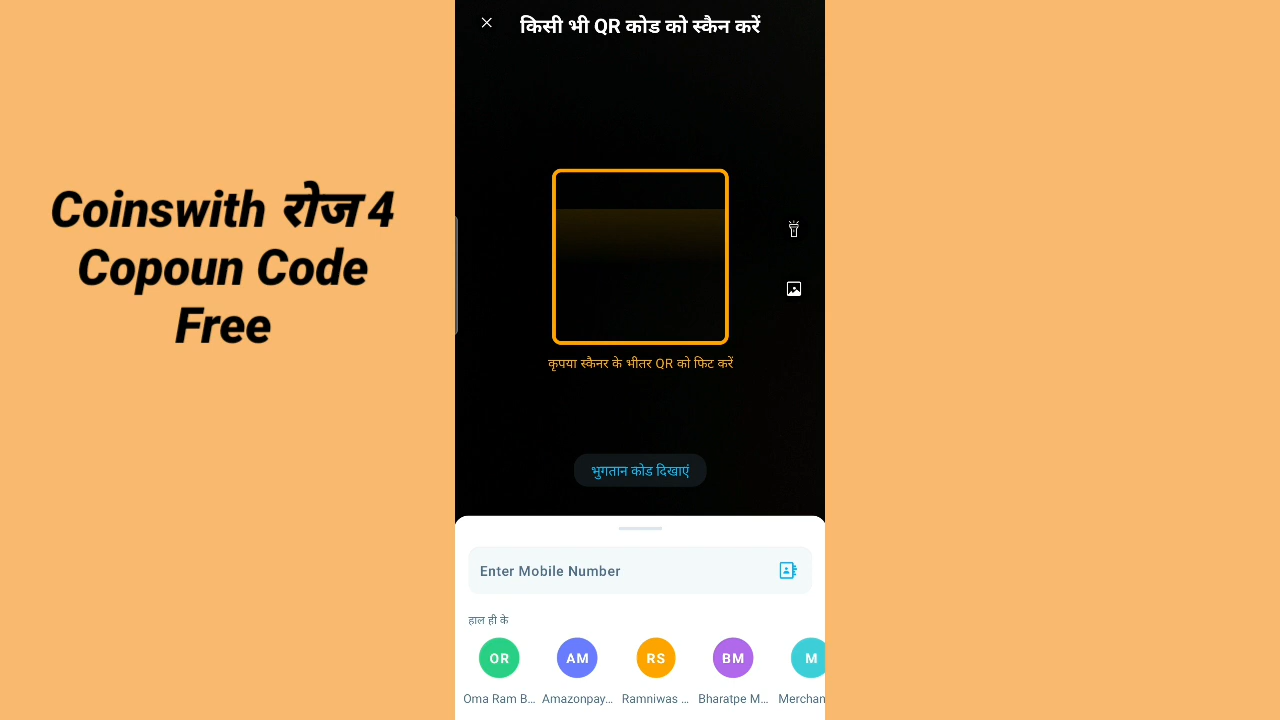 Coinswith रोज 4
Copoun Code
Free
किसी भी QR कोड को स्कैन करें
कृपया स्कैनर के भीतर QR को फिट करें
भुगतान कोड दिखाएं
Enter Mobile Number
हाल ही के
OR AM RS BM M
Oma Ram B... Amazonpay... Ramniwas ... Bharatpe M... Merchan